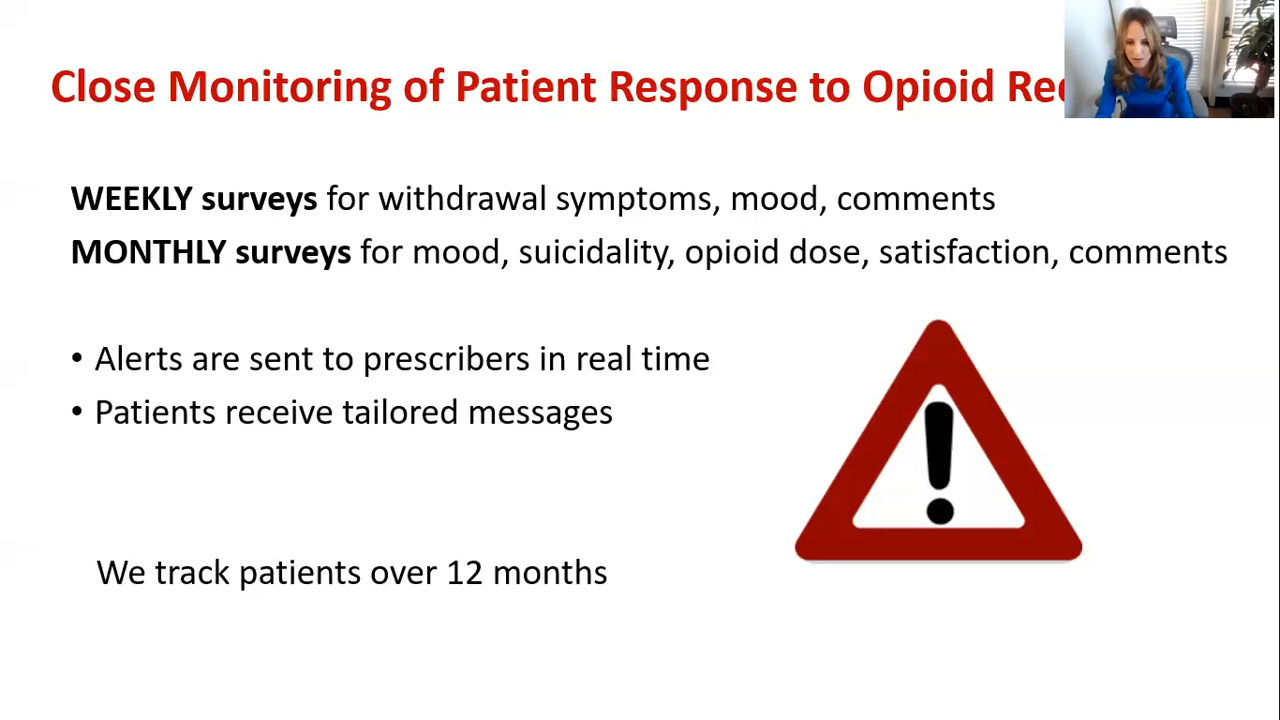 Close Monitoring of Patient Response to Opioid
WEEKLY surveys for withdrawal symptoms, mood, comments
MONTHLY surveys for mood, suicidality, opioid dose, satisfaction, comments
• Alerts are sent to prescribers in real time
• Patients receive tailored messages
We track patients over 12 months